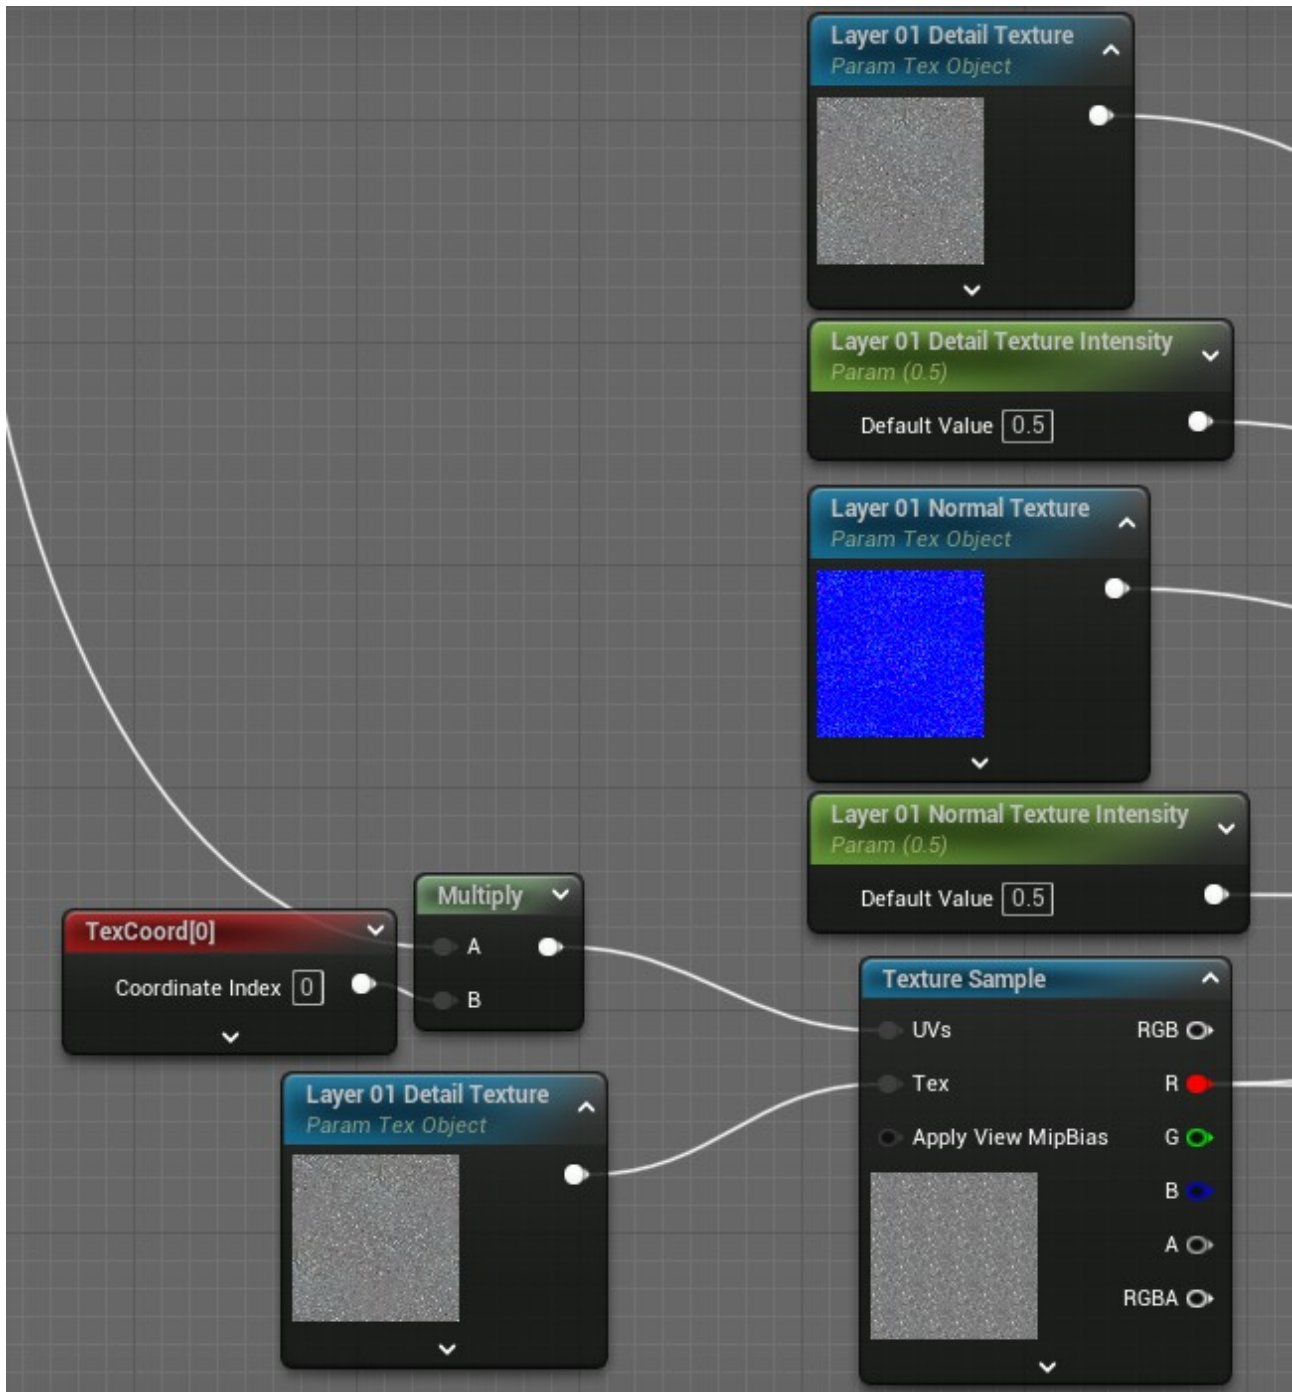 Layer 01 Detail Texture
Param Tex Object
Layer 01 Detail Texture Intensity
Param (0.5)
Default Value 0.5
Layer 01 Normal Texture
Param Tex Object
Layer 01 Normal Texture Intensity
Param (0.5)
Default Value 0.5
TexCoord[0]
Coordinate Index 0
Multiply
A
B
Layer 01 Detail Texture
Param Tex Object
Texture Sample
UVs RGB
Tex R
Apply View MipBias G
B
A
RGBA